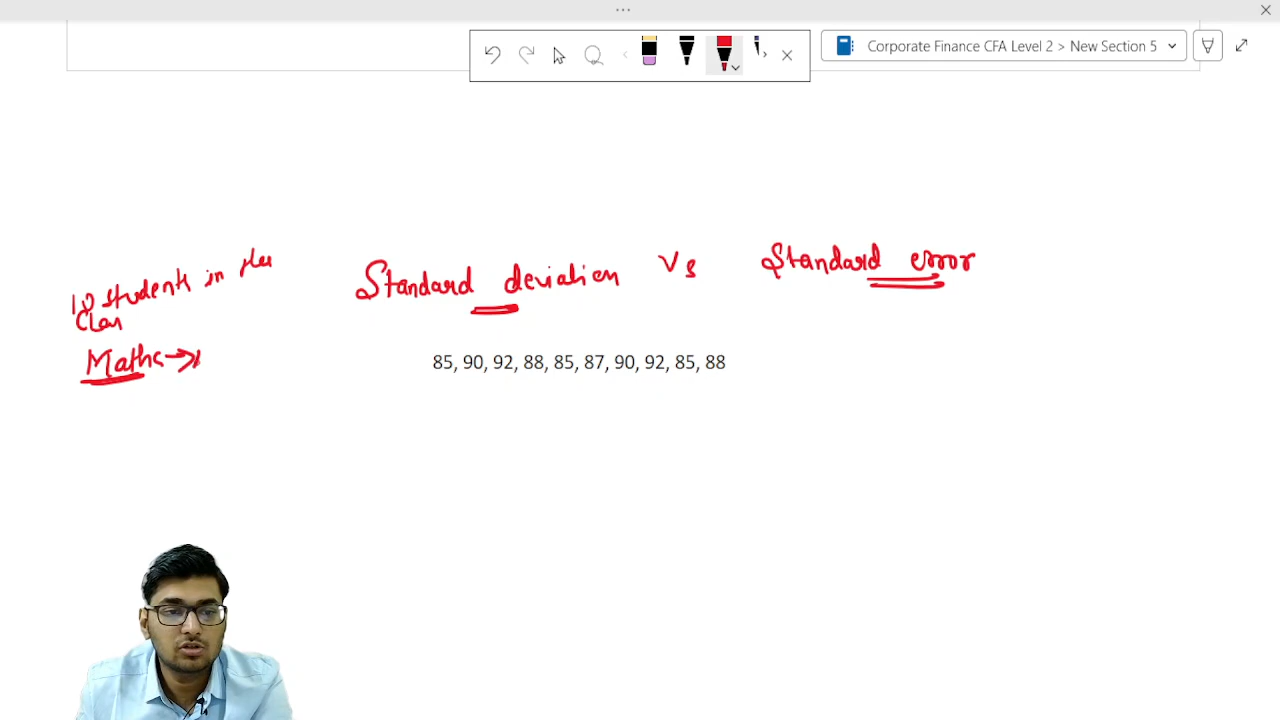 Corporate Finance CFA Level 2 > New Section 5
Standard deviation Vs Standard error
10 students in the
Class
Maths →
85, 90, 92, 88, 85, 87, 90, 92, 85, 88